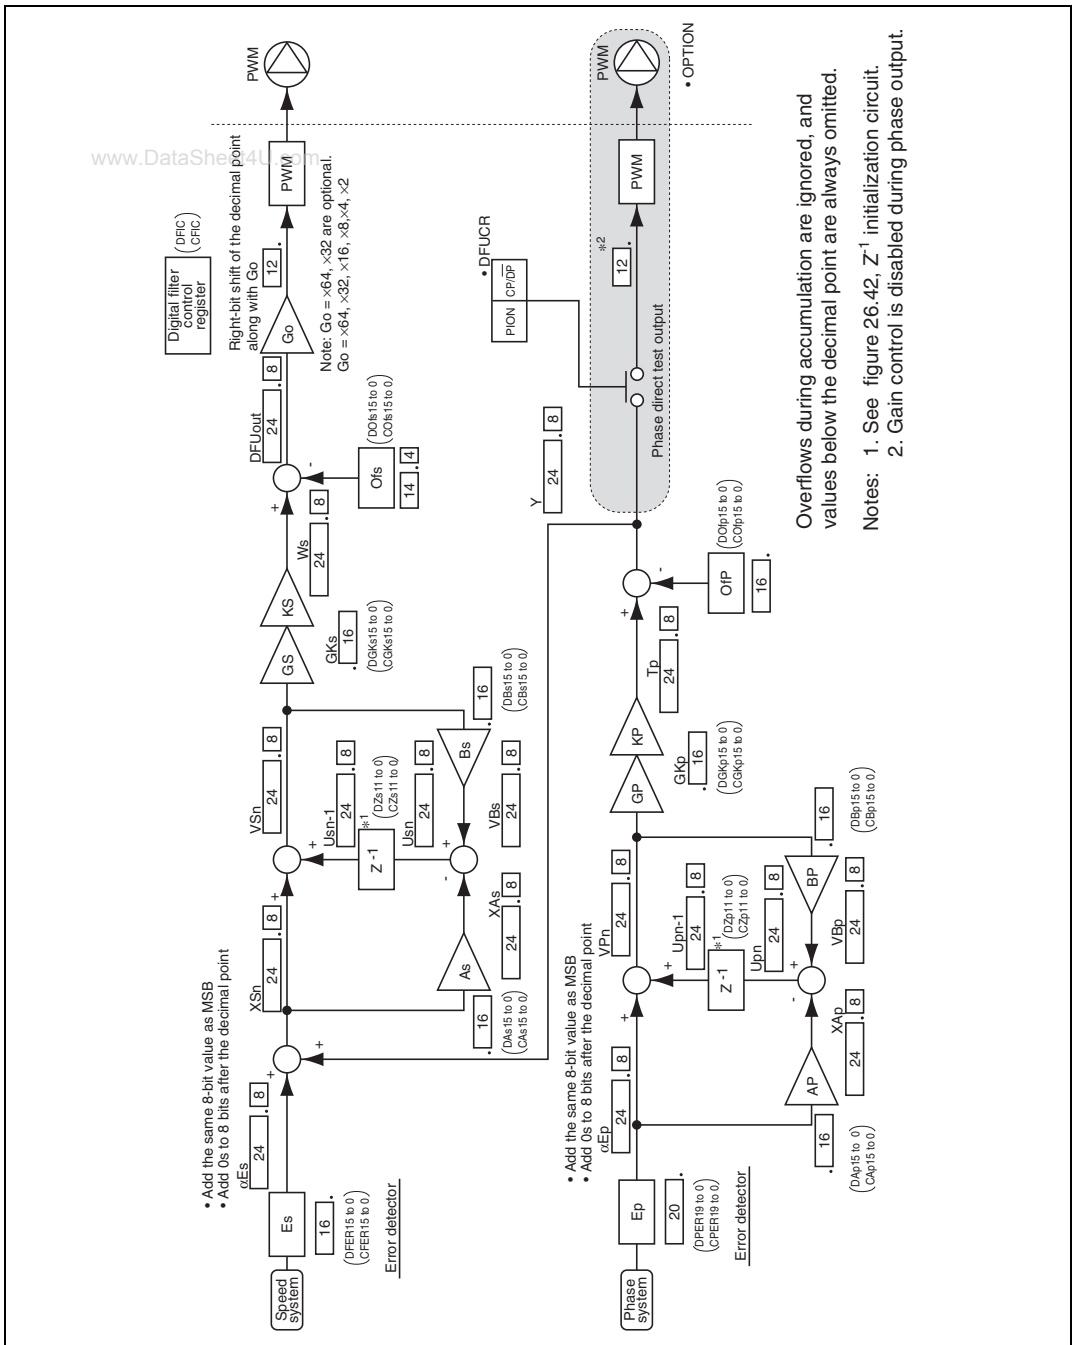 www.DataSheet4U.com
Speed
system
Es
16 .
(DFER15 to 0)
(CFER15 to 0)
Error detector
• Add the same 8-bit value as MSB
• Add 0s to 8 bits after the decimal point
αEs
24 . 8
+
+
XSn
24 . 8
As
. 16
(DAs15 to 0)
(CAs15 to 0)
XAs
24 . 8
+
+
VSn
24 . 8
Usn-1
24 . 8
Z -1
*1
(DZs11 to 0)
(CZs11 to 0)
Usn
24 . 8
-
+
VBs
24 . 8
Bs
. 16
(DBs15 to 0)
(CBs15 to 0)
GS
KS
GKs
. 16
(DGKs15 to 0)
(CGKs15 to 0)
Ws
24 . 8
+
-
Ofs
(DOfs15 to 0)
(COfs15 to 0)
14 . 4
DFUout
24 . 8
Go
12 .
Right-bit shift of the decimal point
along with Go
Note: Go = ×64, ×32 are optional.
Go = ×64, ×32, ×16, ×8,×4, ×2
Digital filter
control
register
(DFIC)
(CFIC)
PWM
PWM
Phase
system
Ep
20 .
(DPER19 to 0)
(CPER19 to 0)
Error detector
• Add the same 8-bit value as MSB
• Add 0s to 8 bits after the decimal point
αEp
24 . 8
AP
. 16
(DAp15 to 0)
(CAp15 to 0)
XAp
24 . 8
+
+
VPn
24 . 8
Upn-1
24 . 8
Z -1
*1
(DZp11 to 0)
(CZp11 to 0)
Upn
24 . 8
-
+
VBp
24 . 8
BP
. 16
(DBp15 to 0)
(CBp15 to 0)
GP
KP
GKp
. 16
(DGKp15 to 0)
(CGKp15 to 0)
Tp
24 . 8
+
-
OfP
(DOfp15 to 0)
(COfp15 to 0)
16 .
Y
24 . 8
Phase direct test output
• DFUCR
PION CP/DP
*2
12 .
PWM
PWM
• OPTION
Overflows during accumulation are ignored, and
values below the decimal point are always omitted.
Notes: 1. See figure 26.42, Z-1 initialization circuit.
2. Gain control is disabled during phase output.